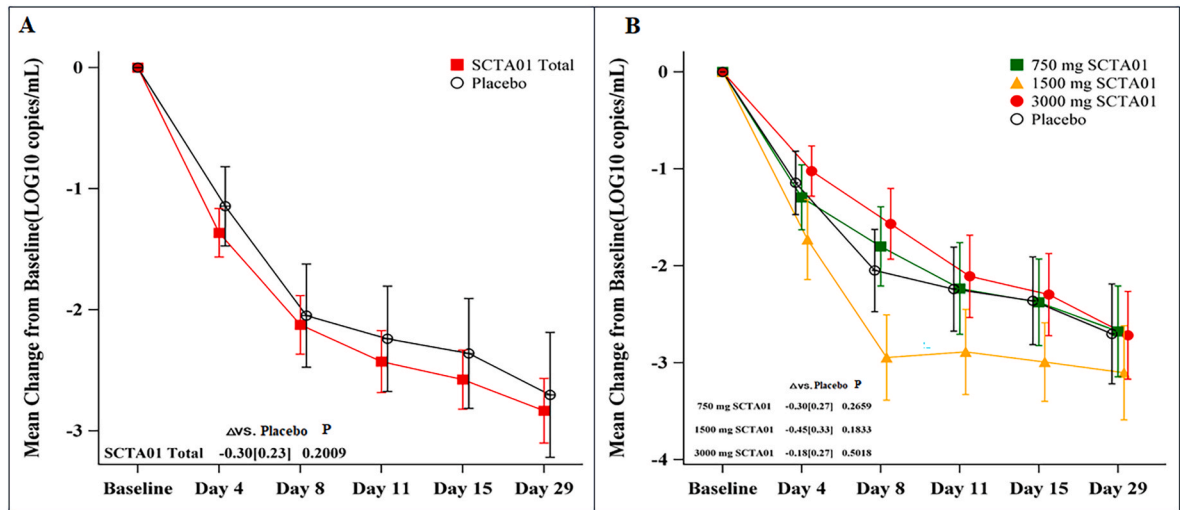 A
SCTA01 Total
Placebo
Mean Change from Baseline(LOG10 copies/mL)
0
-1
-2
-3
△vs. Placebo P
SCTA01 Total -0.30[0.23] 0.2009
Baseline Day 4 Day 8 Day 11 Day 15 Day 29
B
750 mg SCTA01
1500 mg SCTA01
3000 mg SCTA01
Placebo
Mean Change from Baseline(LOG10 copies/mL)
0
-1
-2
-3
-4
△vs. Placebo P
750 mg SCTA01 -0.30[0.27] 0.2659
1500 mg SCTA01 -0.45[0.33] 0.1833
3000 mg SCTA01 -0.18[0.27] 0.5018
Baseline Day 4 Day 8 Day 11 Day 15 Day 29